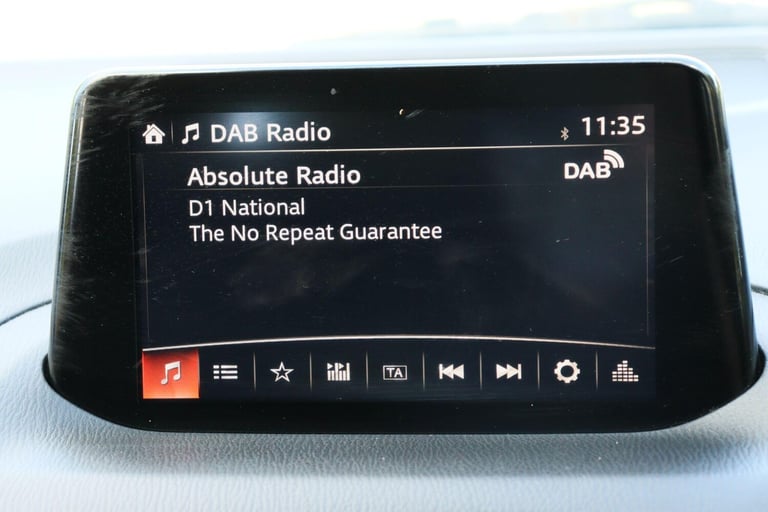 DAB Radio 11:35
Absolute Radio DAB
D1 National
The No Repeat Guarantee
TA